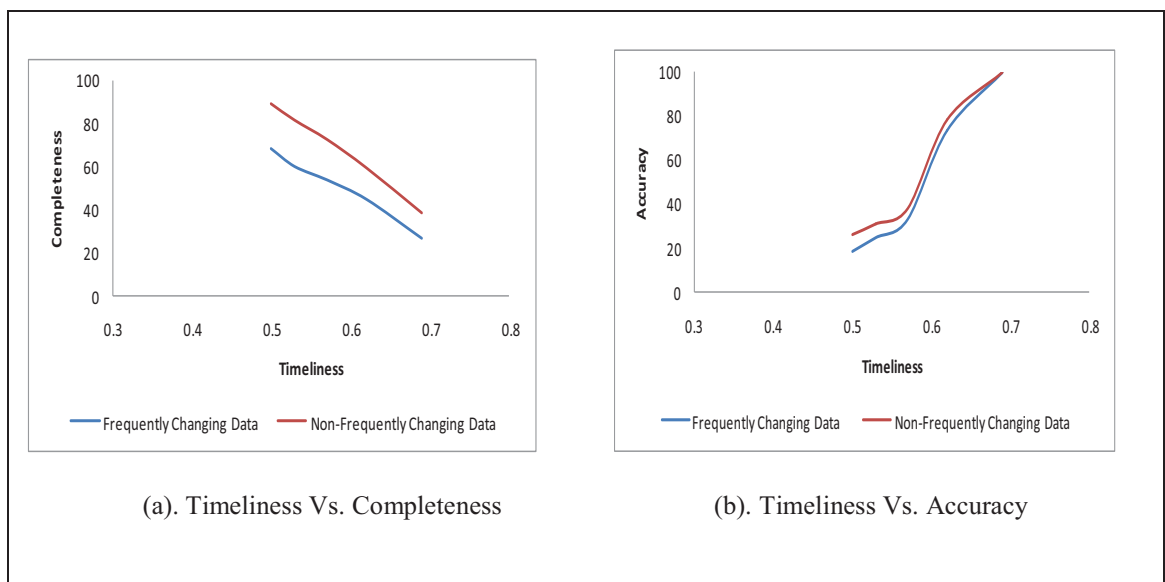 100
80
60
40
20
0
Completeness
0.3 0.4 0.5 0.6 0.7 0.8
Timeliness
Frequently Changing Data Non-Frequently Changing Data
(a). Timeliness Vs. Completeness
100
80
60
40
20
0
Accuracy
0.3 0.4 0.5 0.6 0.7 0.8
Timeliness
Frequently Changing Data Non-Frequently Changing Data
(b). Timeliness Vs. Accuracy